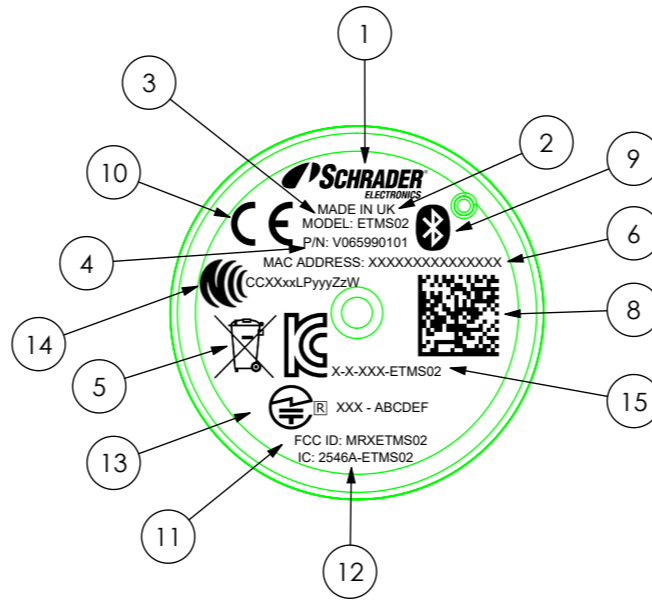 1
3
2
10
9
SCHRADER
ELECTRONICS
MADE IN UK
MODEL: ETMS02
P/N: V065990101
4
6
MAC ADDRESS: XXXXXXXXXXXXXXX
CCXXxxLPyyyZzW
14
8
5
X-X-XXX-ETMS02
15
R XXX - ABCDEF
13
FCC ID: MRXETMS02
IC: 2546A-ETMS02
11
12